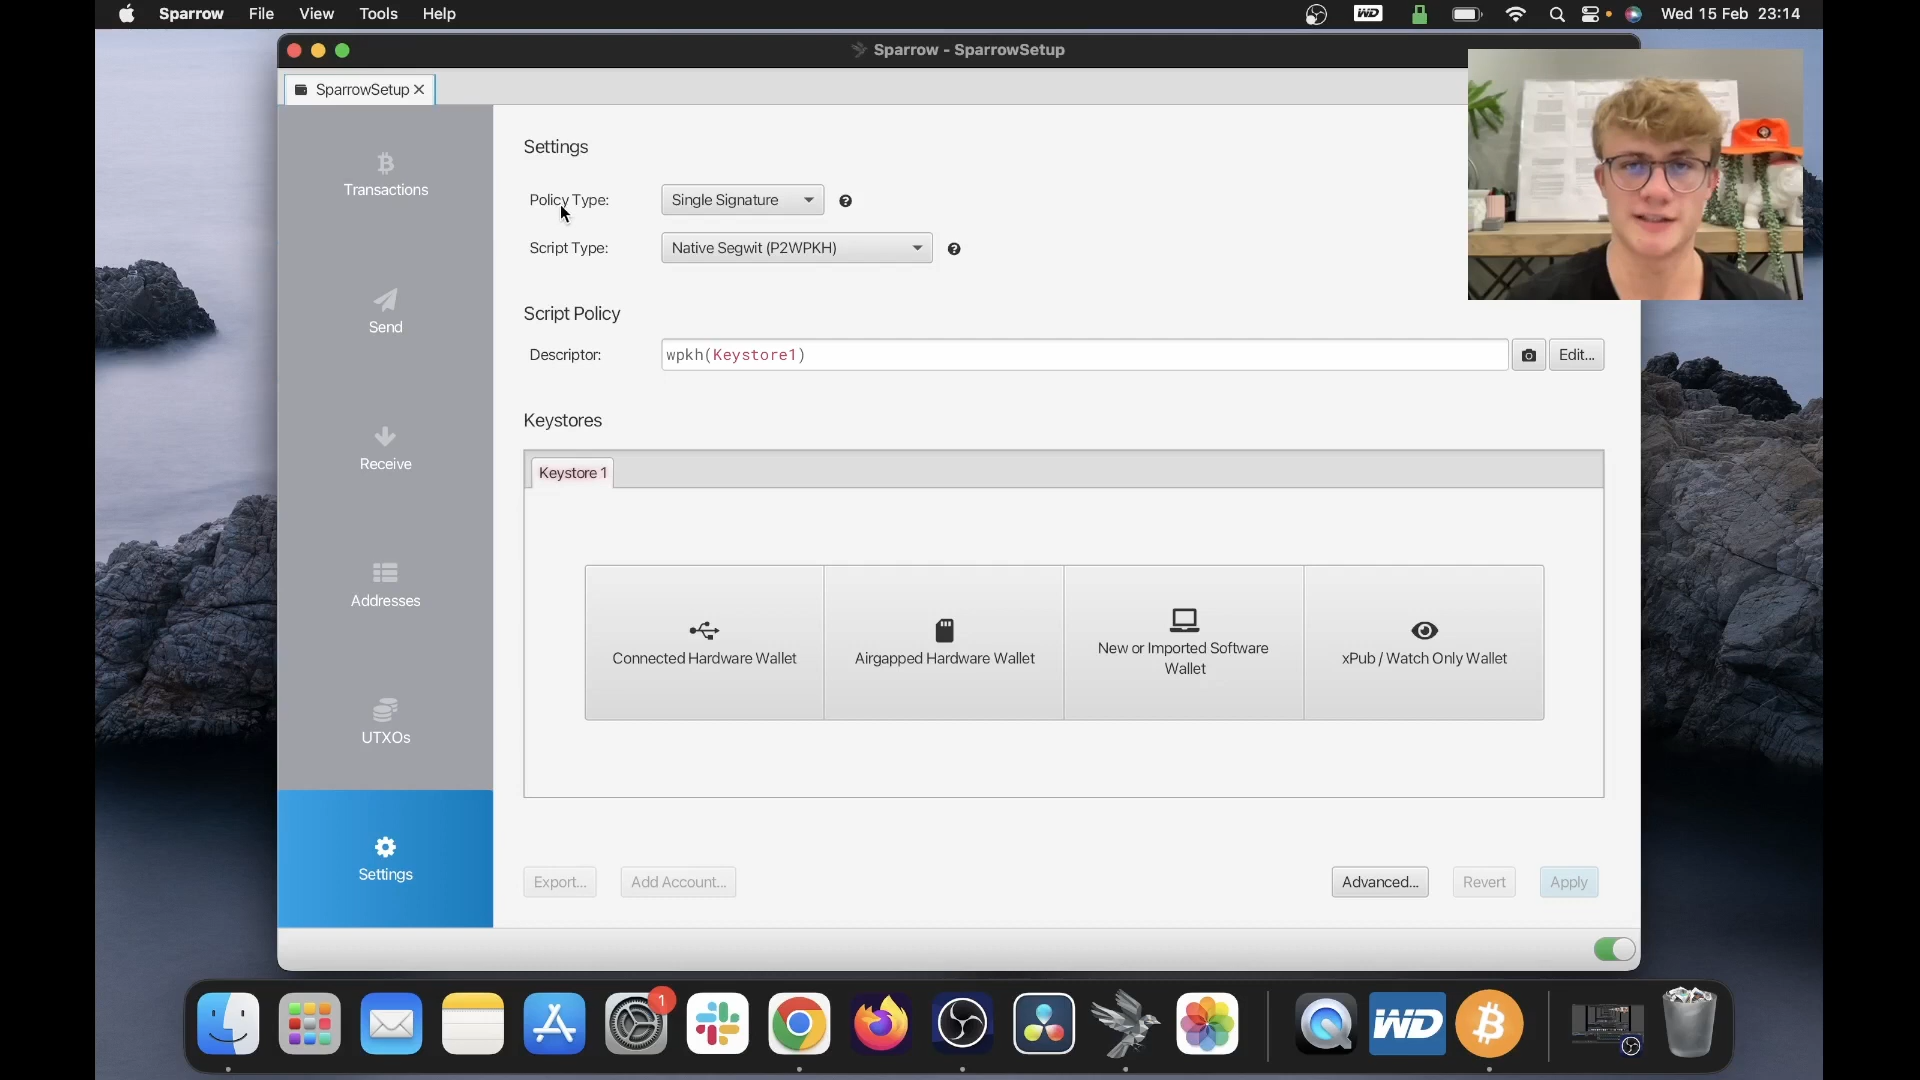 Sparrow File View Tools Help
WD
Wed 15 Feb 23:14
Sparrow - SparrowSetup
SparrowSetup
Transactions
Send
Receive
Addresses
UTXOs
Settings
Settings
Policy Type: Single Signature ?
Script Type: Native Segwit (P2WPKH) ?
Script Policy
Descriptor: wpkh(Keystore1) Edit...
Keystores
Keystore 1
Connected Hardware Wallet
Airgapped Hardware Wallet
New or Imported Software
Wallet
xPub / Watch Only Wallet
Export... Add Account... Advanced... Revert Apply
1
WD